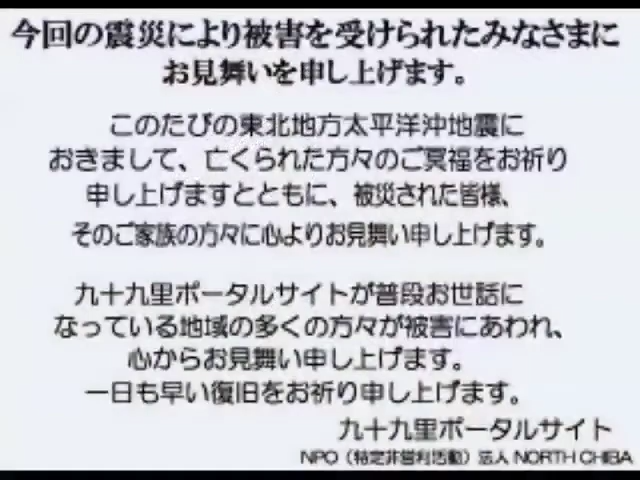 今回の震災により被害を受けられたみなさまに
お見舞いを申し上げます。
このたびの東北地方太平洋沖地震に
おきまして、亡くられた方々のご冥福をお祈り
申し上げますとともに、被災された皆様、
そのご家族の方々に心よりお見舞い申し上げます。
九十九里ポータルサイトが普段お世話に
なっている地域の多くの方々が被害にあわれ、
心からお見舞い申し上げます。
一日も早い復旧をお祈り申し上げます。
九十九里ポータルサイト
NPO（特定非営利活動）法人 NORTH CHIBA